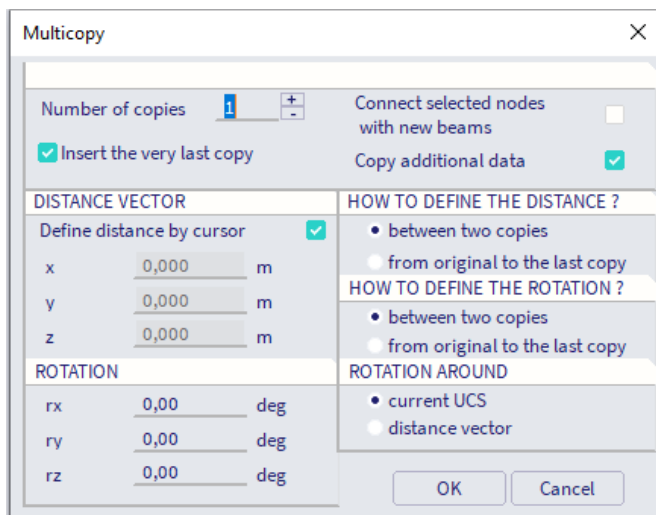 Multicopy
Number of copies 1 + -
Connect selected nodes
with new beams
Insert the very last copy
Copy additional data
DISTANCE VECTOR
Define distance by cursor
x 0,000 m
y 0,000 m
z 0,000 m
HOW TO DEFINE THE DISTANCE ?
between two copies
from original to the last copy
HOW TO DEFINE THE ROTATION ?
between two copies
from original to the last copy
ROTATION
rx 0,00 deg
ry 0,00 deg
rz 0,00 deg
ROTATION AROUND
current UCS
distance vector
OK Cancel